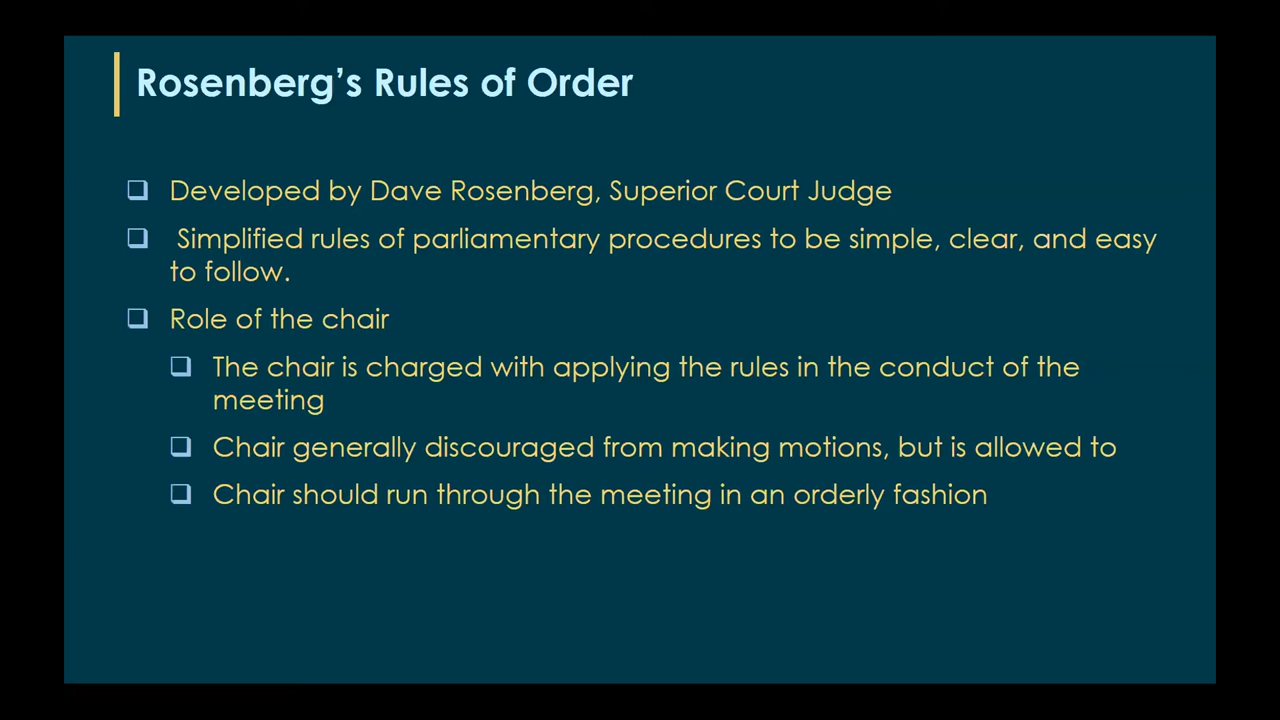 Rosenberg’s Rules of Order
❑ Developed by Dave Rosenberg, Superior Court Judge
❑ Simplified rules of parliamentary procedures to be simple, clear, and easy
to follow.
❑ Role of the chair
❑ The chair is charged with applying the rules in the conduct of the
meeting
❑ Chair generally discouraged from making motions, but is allowed to
❑ Chair should run through the meeting in an orderly fashion